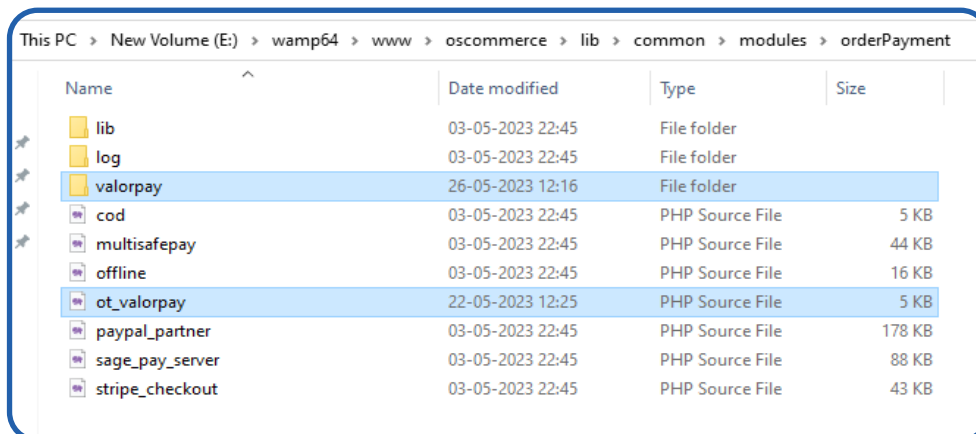 This PC > New Volume (E:) > wamp64 > www > oscommerce > lib > common > modules > orderPayment
Name Date modified Type Size
lib 03-05-2023 22:45 File folder
log 03-05-2023 22:45 File folder
valorpay 26-05-2023 12:16 File folder
cod 03-05-2023 22:45 PHP Source File 5 KB
multisafepay 03-05-2023 22:45 PHP Source File 44 KB
offline 03-05-2023 22:45 PHP Source File 16 KB
ot_valorpay 22-05-2023 12:25 PHP Source File 5 KB
paypal_partner 03-05-2023 22:45 PHP Source File 178 KB
sage_pay_server 03-05-2023 22:45 PHP Source File 88 KB
stripe_checkout 03-05-2023 22:45 PHP Source File 43 KB